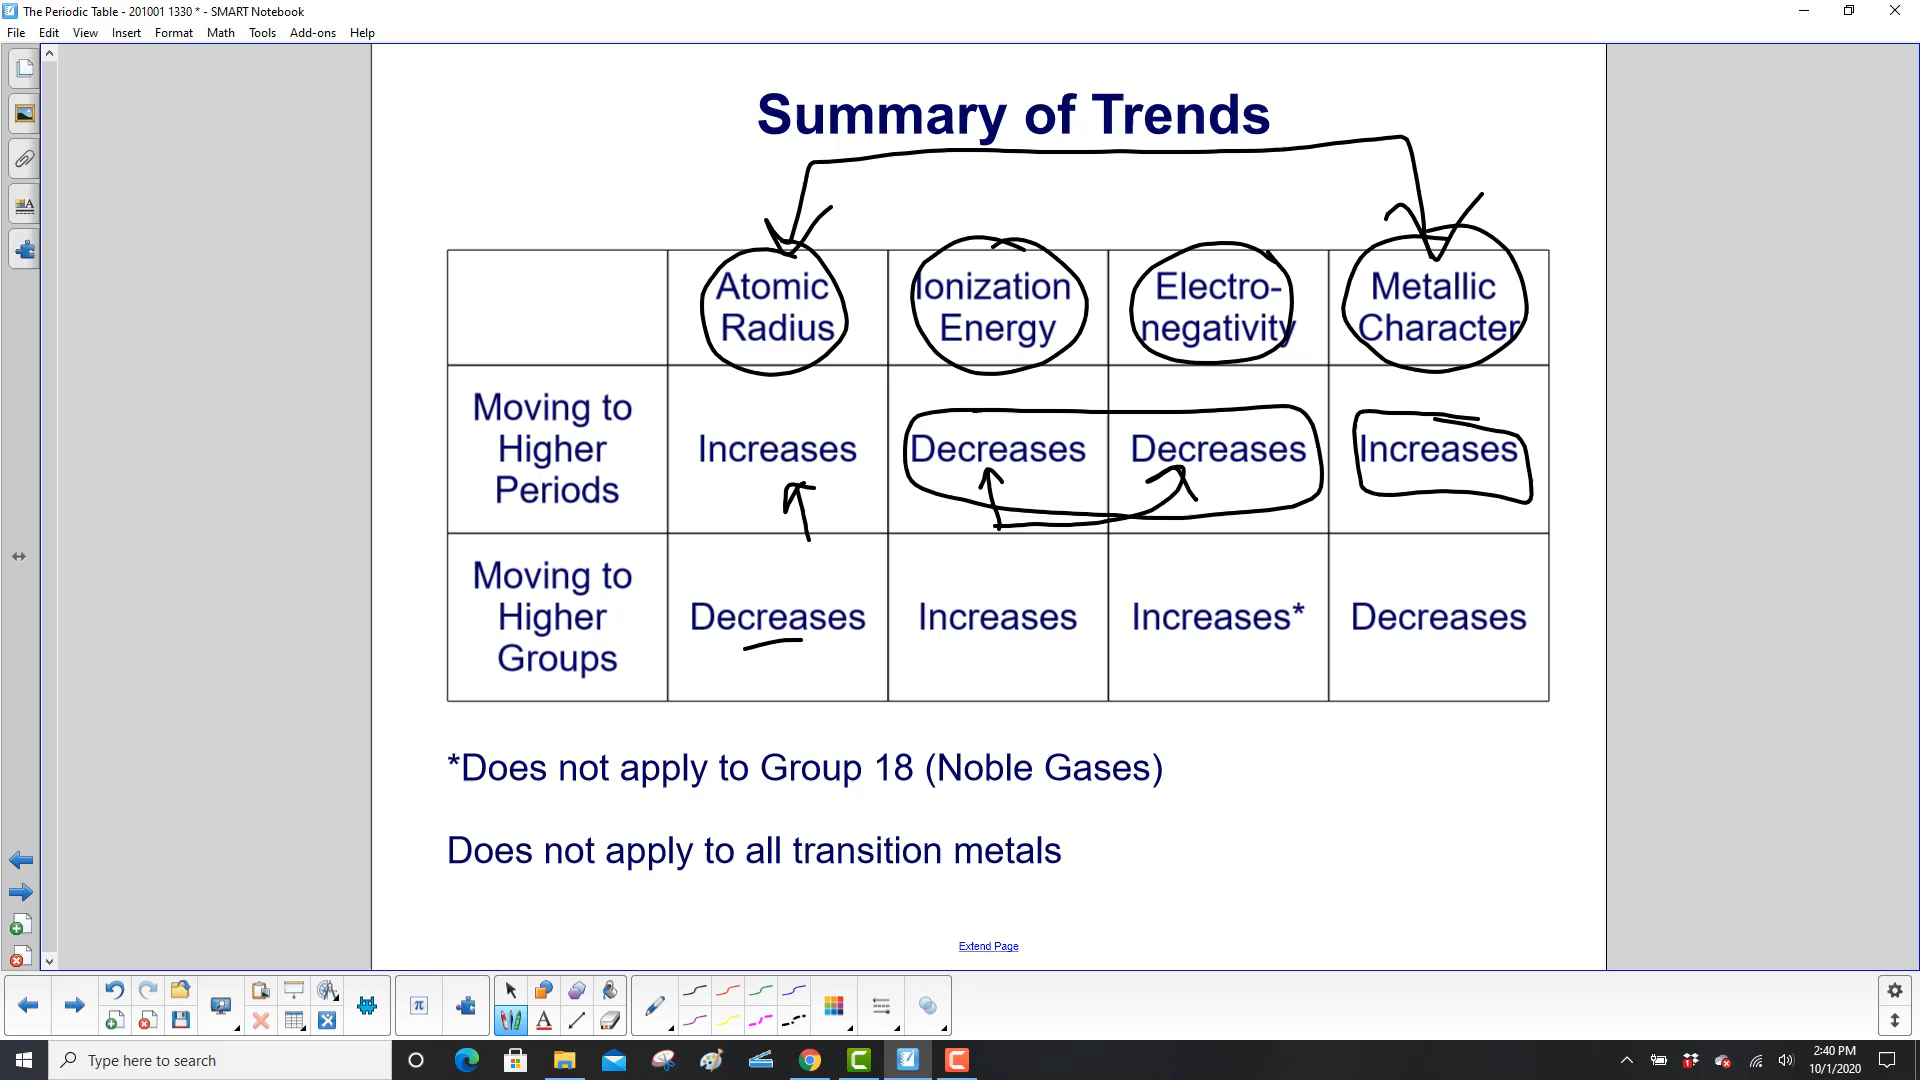 The Periodic Table - 201001 1330 * - SMART Notebook
File Edit View Insert Format Math Tools Add-ons Help
Summary of Trends
Atomic Radius
Ionization Energy
Electro-negativity
Metallic Character
Moving to
Higher
Periods
Increases
Decreases
Decreases
Increases
Moving to
Higher
Groups
Decreases
Increases
Increases*
Decreases
*Does not apply to Group 18 (Noble Gases)
Does not apply to all transition metals
Extend Page
Type here to search
2:40 PM
10/1/2020